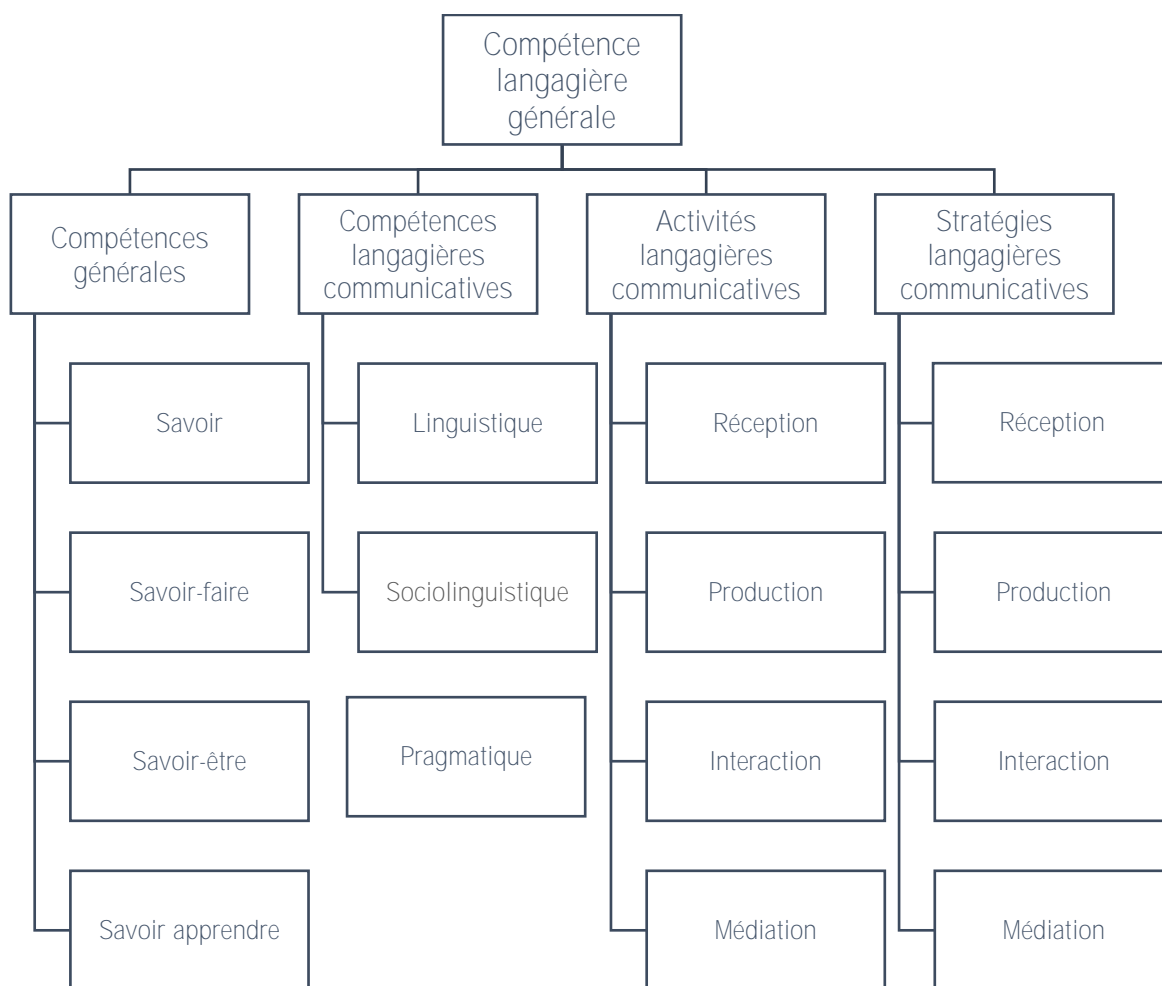 Compétence
langagière
générale
Compétences
générales
Compétences
langagières
communicatives
Activités
langagières
communicatives
Stratégies
langagières
communicatives
Savoir
Linguistique
Réception
Réception
Savoir-faire
Sociolinguistique
Production
Production
Savoir-être
Pragmatique
Interaction
Interaction
Savoir apprendre
Médiation
Médiation